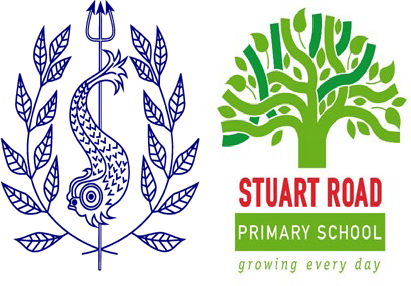 STUART ROAD
PRIMARY SCHOOL
growing every day